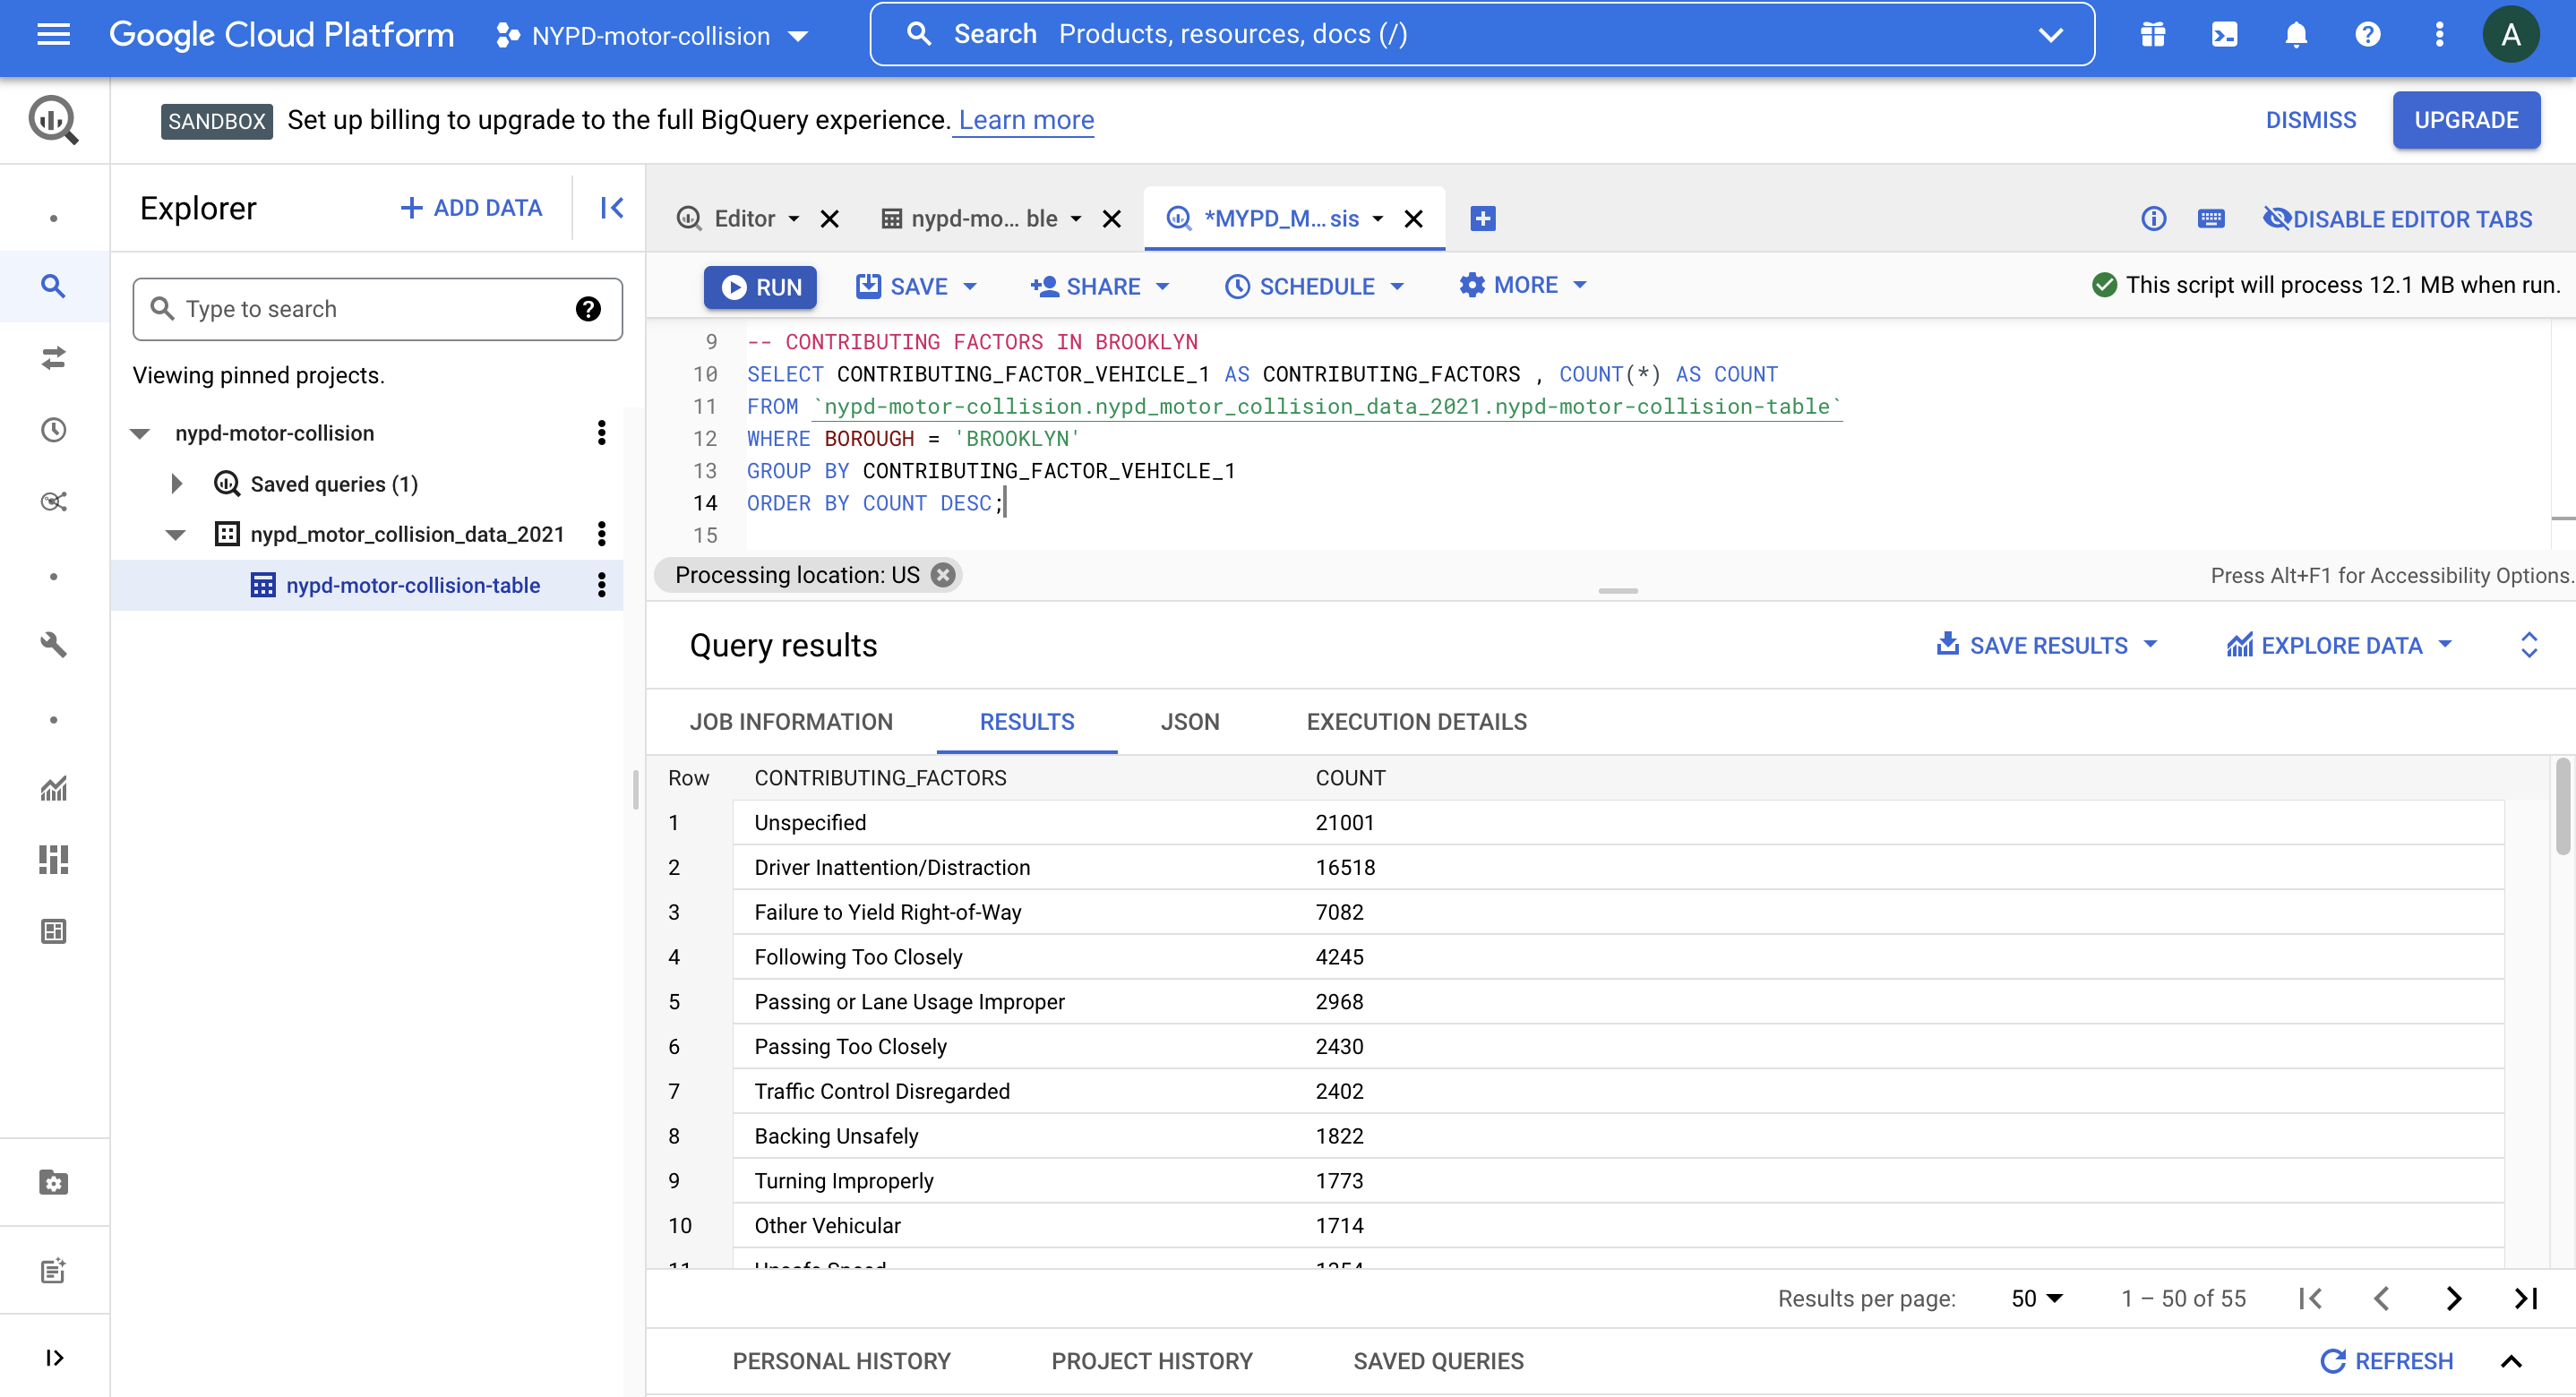 Google Cloud Platform NYPD-motor-collision Search Products, resources, docs (/) A
SANDBOX Set up billing to upgrade to the full BigQuery experience. Learn more DISMISS UPGRADE
Explorer + ADD DATA
Type to search
Viewing pinned projects.
nypd-motor-collision
Saved queries (1)
nypd_motor_collision_data_2021
nypd-motor-collision-table
Editor nypd-mo... ble *MYPD_M... sis DISABLE EDITOR TABS
RUN SAVE SHARE SCHEDULE MORE This script will process 12.1 MB when run.
9 -- CONTRIBUTING FACTORS IN BROOKLYN
10 SELECT CONTRIBUTING_FACTOR_VEHICLE_1 AS CONTRIBUTING_FACTORS , COUNT(*) AS COUNT
11 FROM `nypd-motor-collision.nypd_motor_collision_data_2021.nypd-motor-collision-table`
12 WHERE BOROUGH = 'BROOKLYN'
13 GROUP BY CONTRIBUTING_FACTOR_VEHICLE_1
14 ORDER BY COUNT DESC;
15
Processing location: US Press Alt+F1 for Accessibility Options.
Query results SAVE RESULTS EXPLORE DATA
JOB INFORMATION RESULTS JSON EXECUTION DETAILS
Row CONTRIBUTING_FACTORS COUNT
1 Unspecified 21001
2 Driver Inattention/Distraction 16518
3 Failure to Yield Right-of-Way 7082
4 Following Too Closely 4245
5 Passing or Lane Usage Improper 2968
6 Passing Too Closely 2430
7 Traffic Control Disregarded 2402
8 Backing Unsafely 1822
9 Turning Improperly 1773
10 Other Vehicular 1714
11 Unsafe Speed
Results per page: 50 1 – 50 of 55
PERSONAL HISTORY PROJECT HISTORY SAVED QUERIES REFRESH